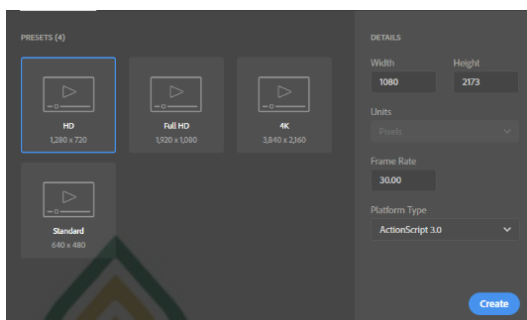 PRESETS (4)
HD
1,280 x 720
Full HD
1,920 x 1,080
4K
3,840 x 2,160
Standard
640 x 480
DETAILS
Width Height
1080 2173
Units
Pixels
Frame Rate
30.00
Platform Type
ActionScript 3.0
Create